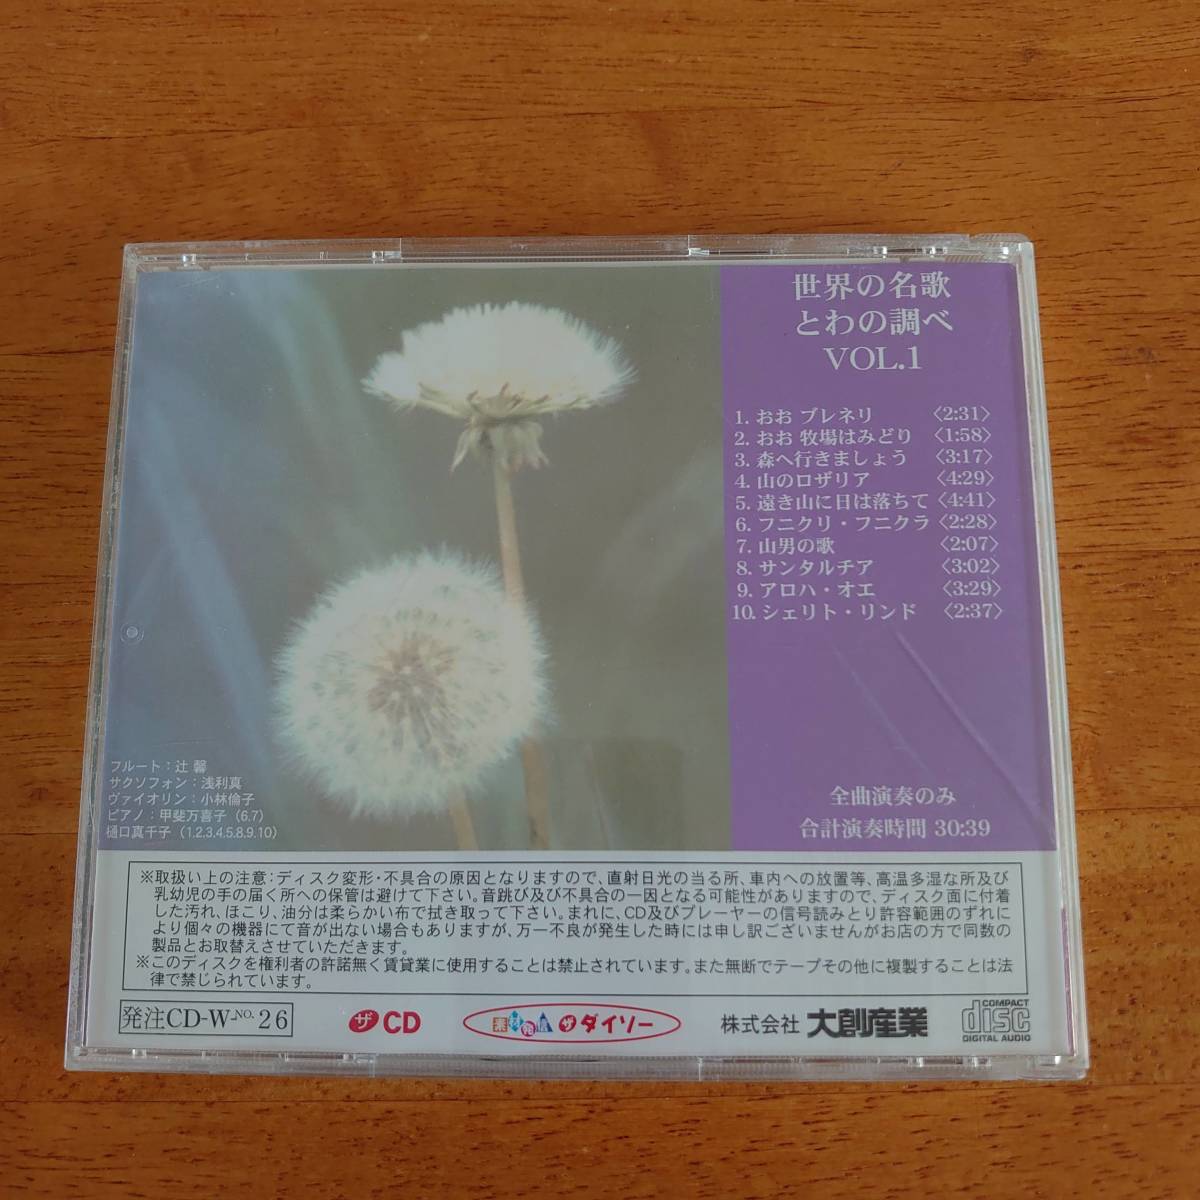 世界の名歌
とわの調べ
VOL.1
1. おお ブレネリ 〈2:31〉
2. おお 牧場はみどり 〈1:58〉
3. 森へ行きましょう 〈3:17〉
4. 山のロザリア 〈4:29〉
5. 遠き山に日は落ちて 〈4:41〉
6. フニクリ・フニクラ 〈2:28〉
7. 山男の歌 〈2:07〉
8. サンタルチア 〈3:02〉
9. アロハ・オエ 〈3:29〉
10. シェリト・リンド 〈2:37〉
フルート：辻 馨
サクソフォン：浅利真
ヴァイオリン：小林倫子
ピアノ：甲斐万喜子（6.7）
樋口真千子（1.2.3.4.5.8.9.10）
全曲演奏のみ
合計演奏時間 30:39
※取扱い上の注意：ディスク変形・不具合の原因となりますので、直射日光の当る所、車内への放置等、高温多湿な所及び
乳幼児の手の届く所への保管は避けて下さい。音跳び及び不具合の一因となる可能性がありますので、ディスク面に付着
した汚れ、ほこり、油分は柔らかい布で拭き取って下さい。まれに、CD及びプレーヤーの信号読みとり許容範囲のずれに
より個々の機器にて音が出ない場合もありますが、万一不良が発生した時には申し訳ございませんがお店の方で同数の
製品とお取替えさせていただきます。
※このディスクを権利者の許諾無く賃貸業に使用することは禁止されています。また無断でテープその他に複製することは法
律で禁じられています。
発注CD-W-NO. 26
ザ CD
素材発信 ザ ダイソー
株式会社 大創産業
COMPACT
disc
DIGITAL AUDIO